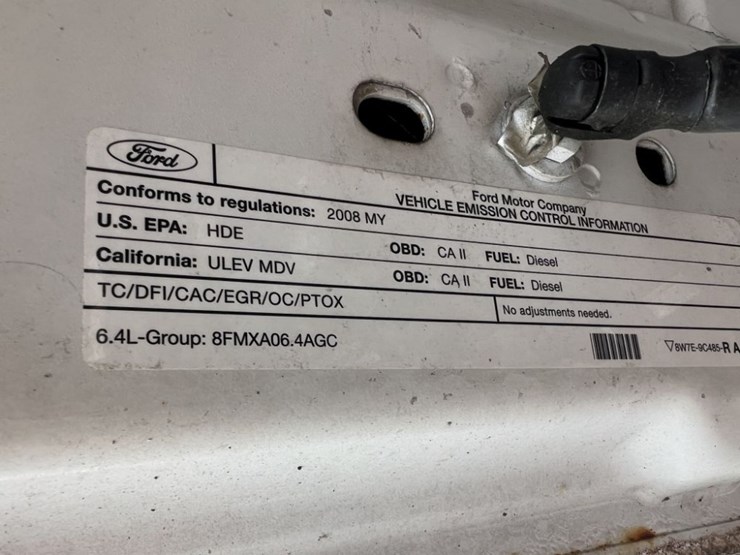 Ford
Ford Motor Company
VEHICLE EMISSION CONTROL INFORMATION
Conforms to regulations: 2008 MY
U.S. EPA: HDE OBD: CA II FUEL: Diesel
California: ULEV MDV OBD: CA II FUEL: Diesel
TC/DFI/CAC/EGR/OC/PTOX No adjustments needed.
6.4L-Group: 8FMXA06.4AGC
8W7E-9C485-R A